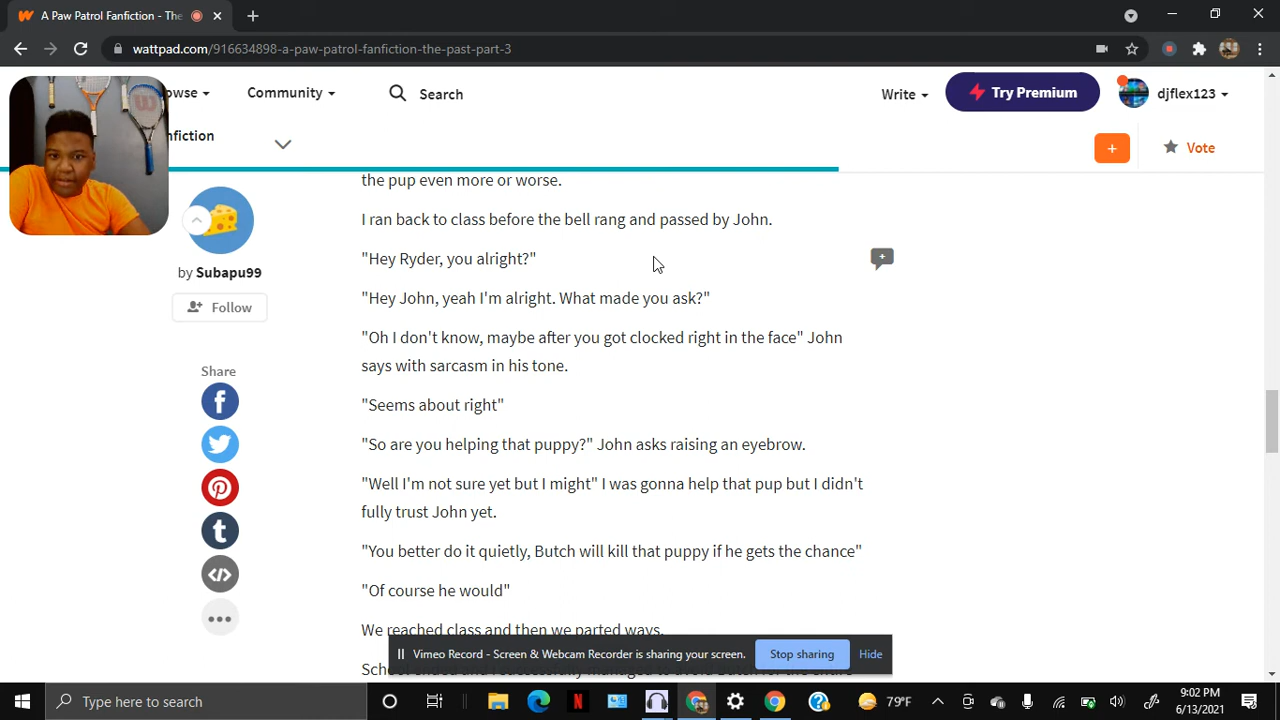 A Paw Patrol Fanfiction - The
wattpad.com/916634898-a-paw-patrol-fanfiction-the-past-part-3
owse
Community
Search
Write
Try Premium
djflex123
nfiction
+
Vote
the pup even more or worse.
I ran back to class before the bell rang and passed by John.
"Hey Ryder, you alright?"
"Hey John, yeah I'm alright. What made you ask?"
"Oh I don't know, maybe after you got clocked right in the face" John
says with sarcasm in his tone.
"Seems about right"
"So are you helping that puppy?" John asks raising an eyebrow.
"Well I'm not sure yet but I might" I was gonna help that pup but I didn't
fully trust John yet.
"You better do it quietly, Butch will kill that puppy if he gets the chance"
"Of course he would"
We reached class and then we parted ways.
by Subapu99
Follow
Share
Vimeo Record - Screen & Webcam Recorder is sharing your screen.
Stop sharing
Hide
Type here to search
79°F
9:02 PM
6/13/2021